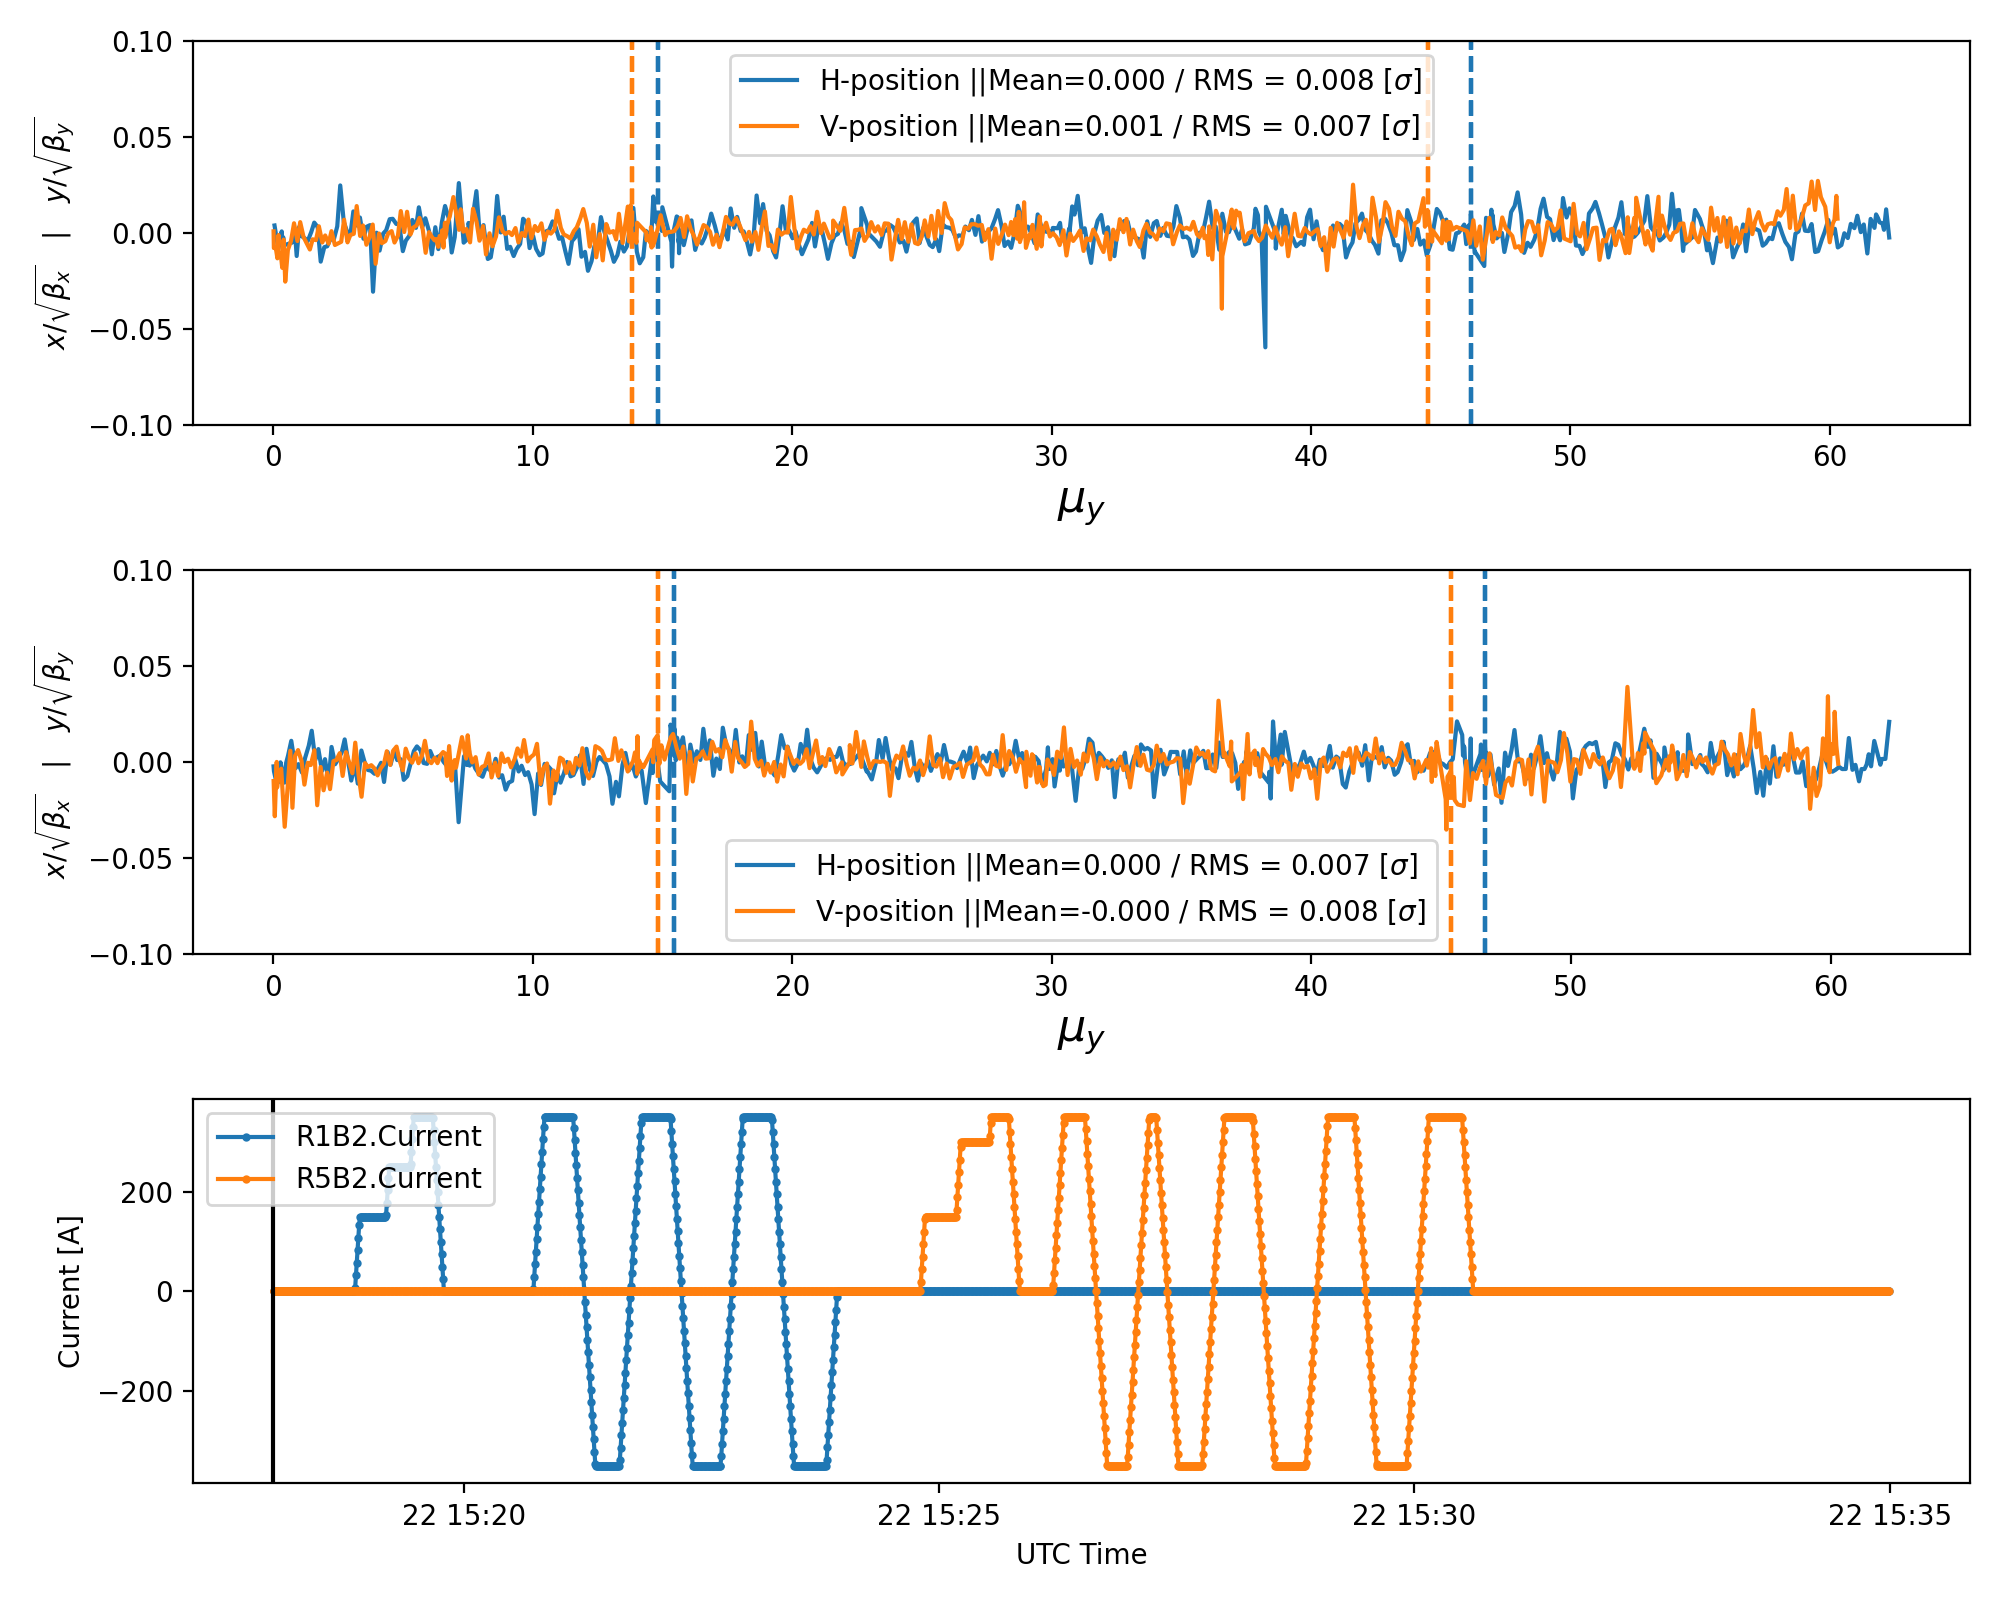 0.10
0.05
0.00
−0.05
−0.10
x/√βx | y/√βy
H-position ||Mean=0.000 / RMS = 0.008 [σ]
V-position ||Mean=0.001 / RMS = 0.007 [σ]
0 10 20 30 40 50 60
μy
0.10
0.05
0.00
−0.05
−0.10
x/√βx | y/√βy
H-position ||Mean=0.000 / RMS = 0.007 [σ]
V-position ||Mean=-0.000 / RMS = 0.008 [σ]
0 10 20 30 40 50 60
μy
R1B2.Current
R5B2.Current
200
0
−200
Current [A]
22 15:20 22 15:25 22 15:30 22 15:35
UTC Time